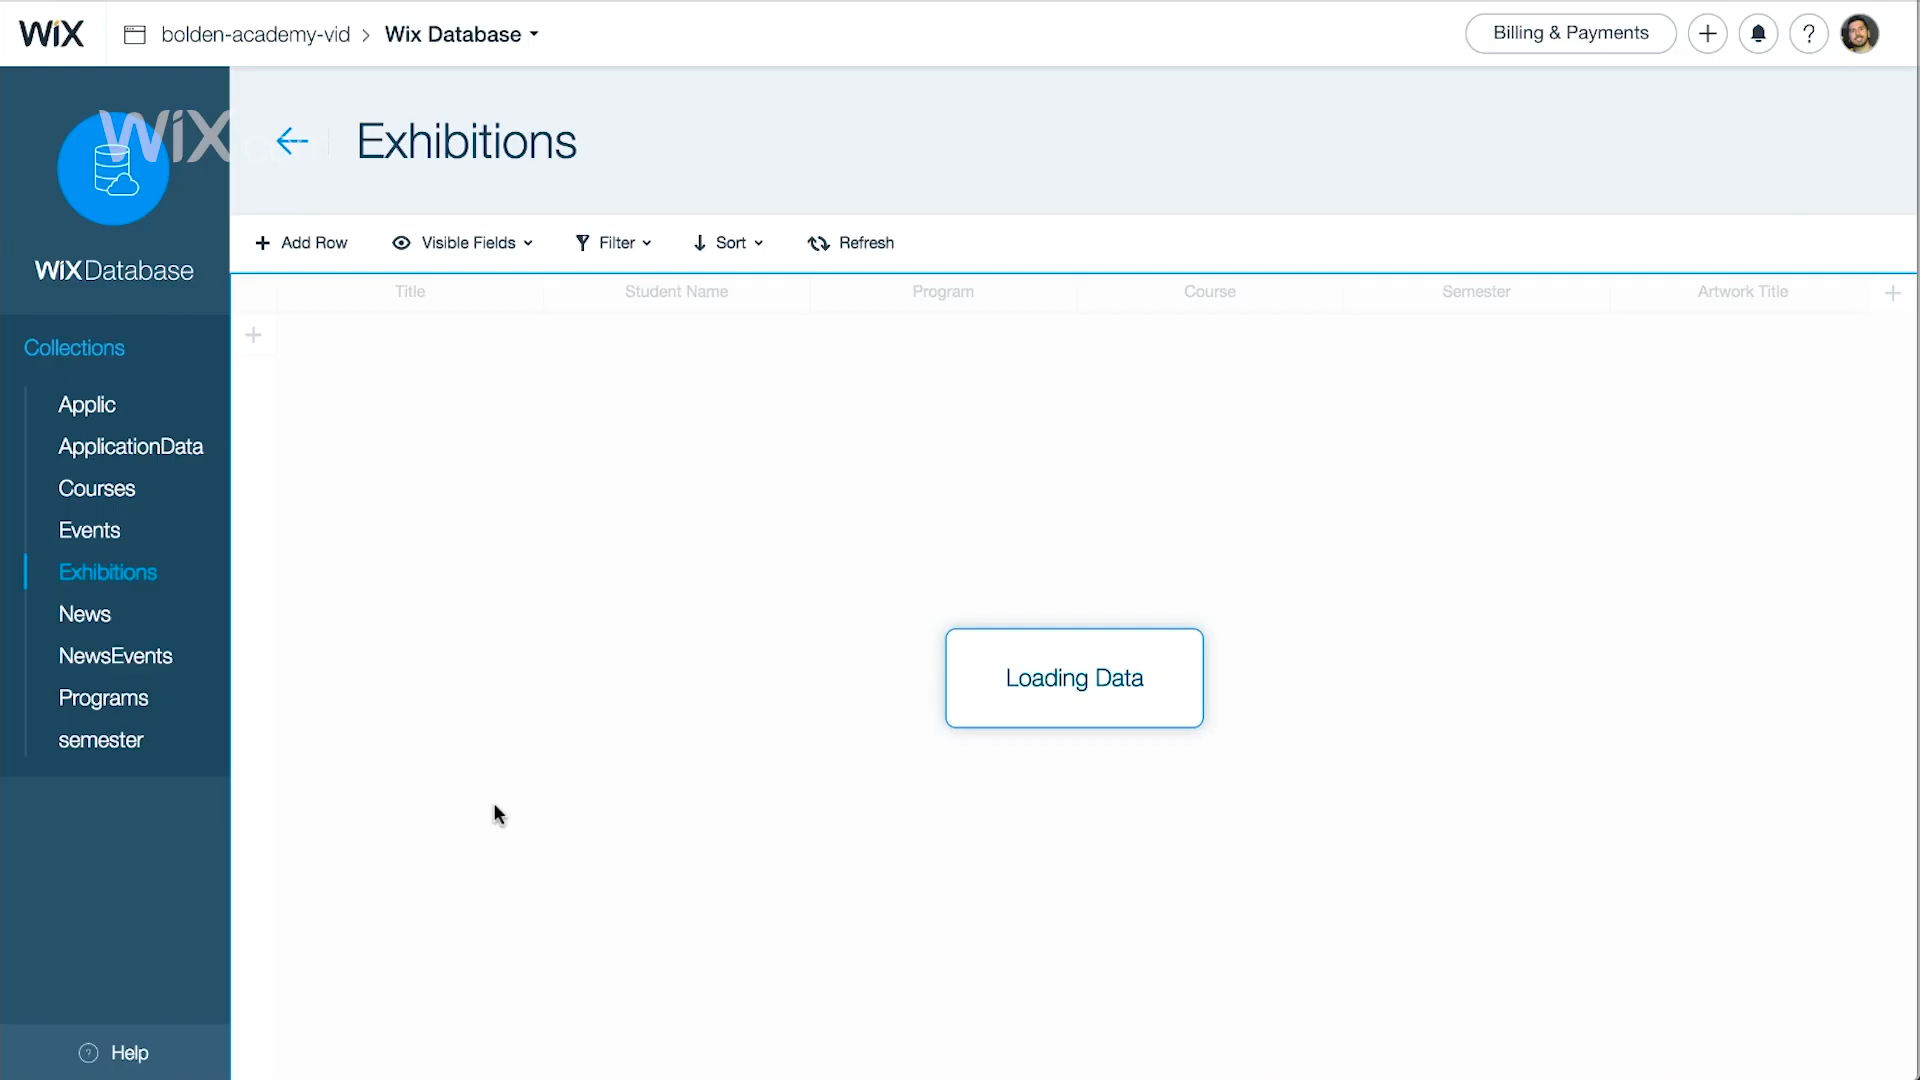 WIX bolden-academy-vid > Wix Database Billing & Payments + ?
WIX
Exhibitions
WIX Database
+ Add Row Visible Fields Filter Sort Refresh
Title Student Name Program Course Semester Artwork Title +
+
Collections
Applic
ApplicationData
Courses
Events
Exhibitions
News
NewsEvents
Programs
semester
Loading Data
? Help